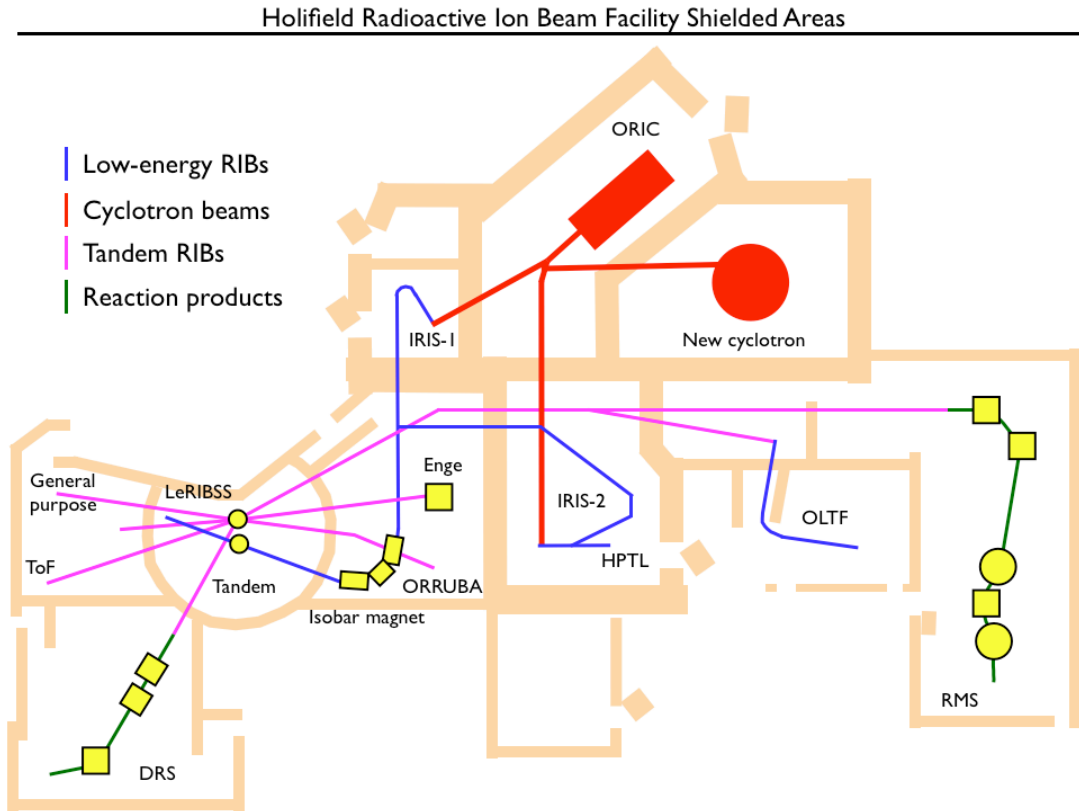 Holifield Radioactive Ion Beam Facility Shielded Areas
ORIC
Low-energy RIBs
Cyclotron beams
Tandem RIBs
Reaction products
IRIS-1
New cyclotron
Enge
General
purpose
LeRIBSS
IRIS-2
OLTF
HPTL
ToF
Tandem
ORRUBA
Isobar magnet
RMS
DRS